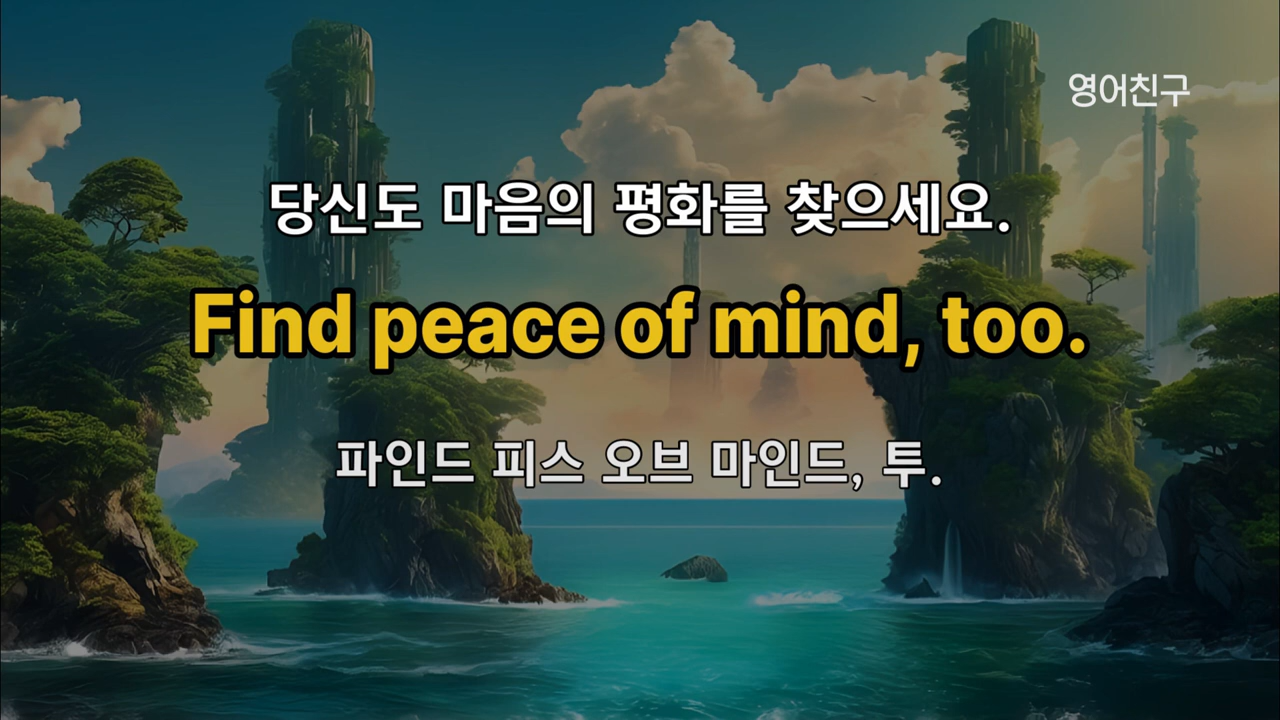 영어친구
당신도 마음의 평화를 찾으세요.
Find peace of mind, too.
파인드 피스 오브 마인드, 투.